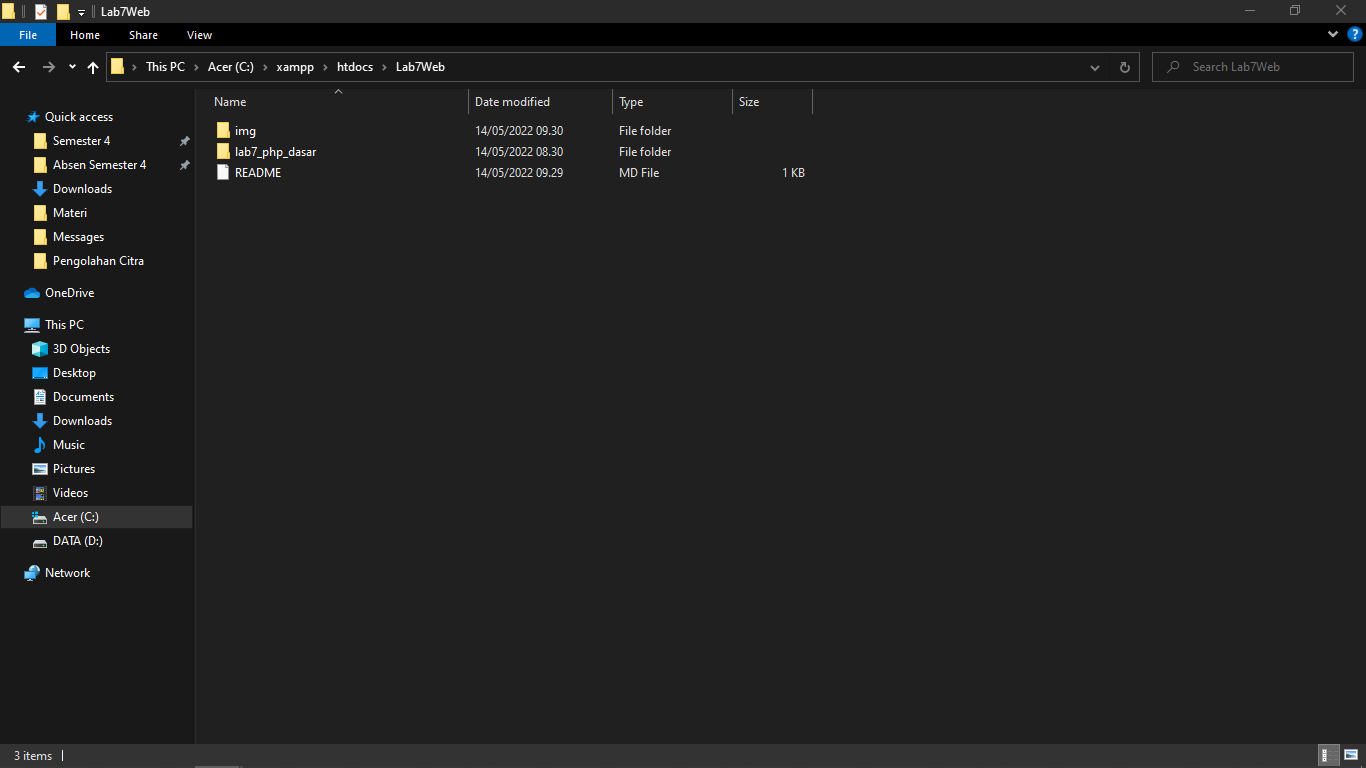 Lab7Web
File Home Share View
This PC Acer (C:) xampp htdocs Lab7Web
Search Lab7Web
Name Date modified Type Size
img 14/05/2022 09.30 File folder
lab7_php_dasar 14/05/2022 08.30 File folder
README 14/05/2022 09.29 MD File 1 KB
Quick access
Semester 4
Absen Semester 4
Downloads
Materi
Messages
Pengolahan Citra
OneDrive
This PC
3D Objects
Desktop
Documents
Downloads
Music
Pictures
Videos
Acer (C:)
DATA (D:)
Network
3 items